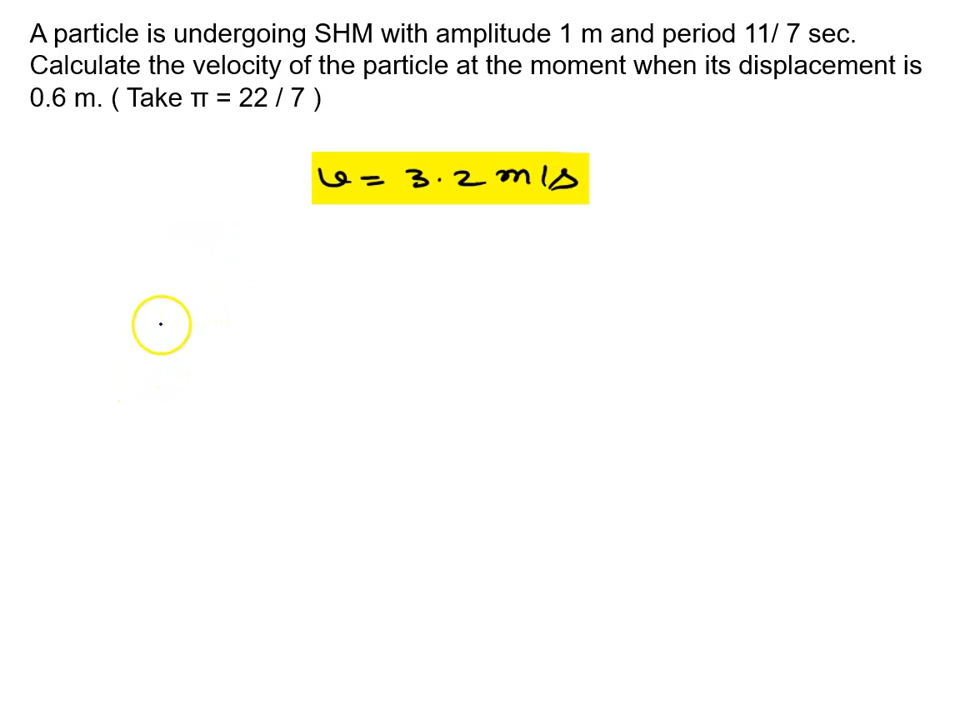 A particle is undergoing SHM with amplitude 1 m and period 11/ 7 sec.
Calculate the velocity of the particle at the moment when its displacement is
0.6 m. ( Take π = 22 / 7 )
v = 3.2 m/s